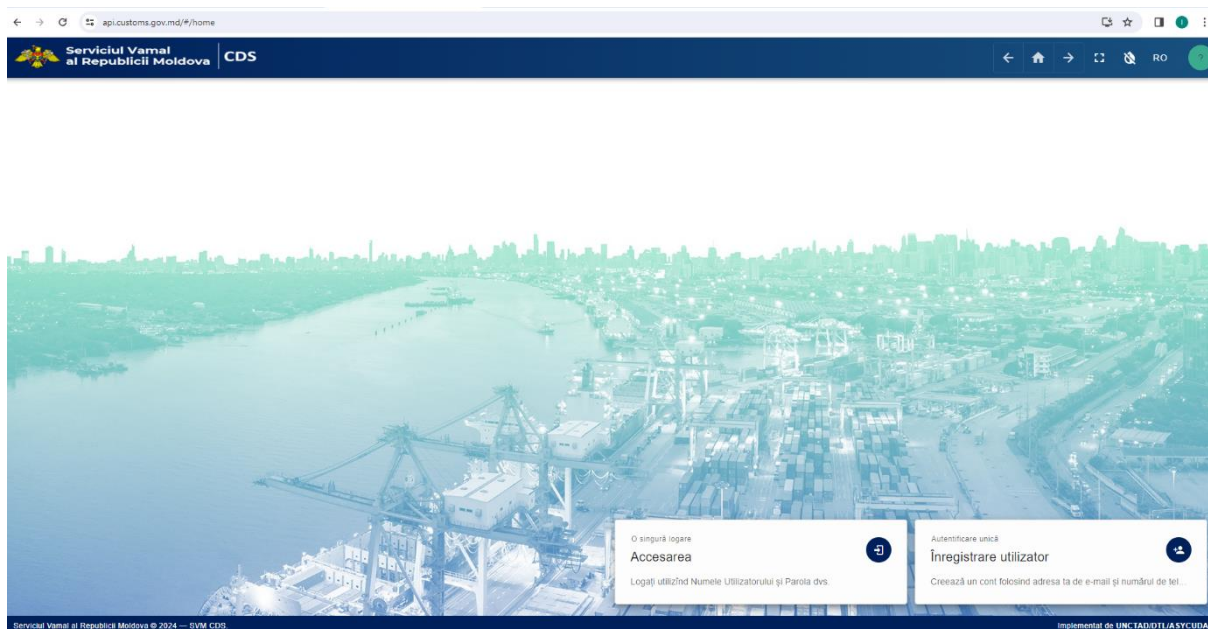 api.customs.gov.md/#/home
Serviciul Vamal
al Republicii Moldova
CDS
RO
?
O singură logare
Accesarea
Logați utilizînd Numele Utilizatorului și Parola dvs.
Autentificare unică
Înregistrare utilizator
Creează un cont folosind adresa ta de e-mail și numărul de tel...
Serviciul Vamal al Republicii Moldova © 2024 — SVM CDS.
Implementat de UNCTAD/DTL/ASYCUDA